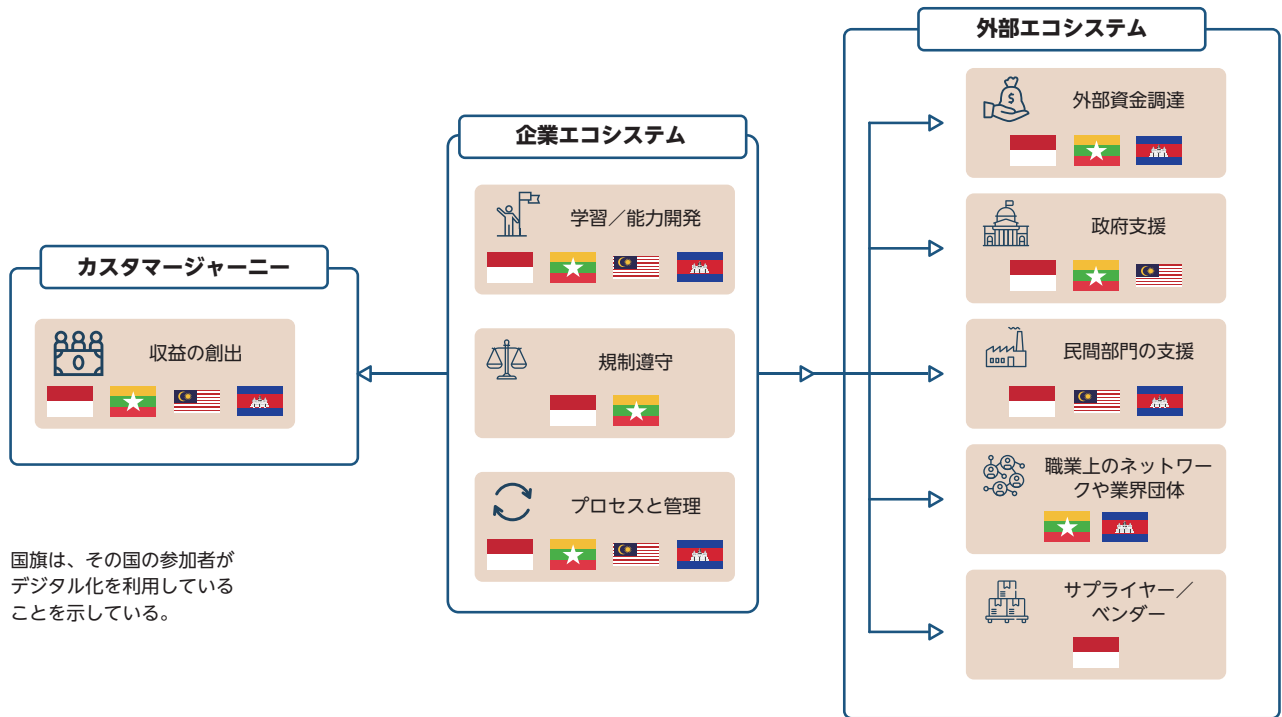 カスタマージャーニー
収益の創出
国旗は、その国の参加者が
デジタル化を利用している
ことを示している。
企業エコシステム
学習／能力開発
規制遵守
プロセスと管理
外部エコシステム
$
外部資金調達
政府支援
民間部門の支援
職業上のネットワー
クや業界団体
サプライヤー／
ベンダー